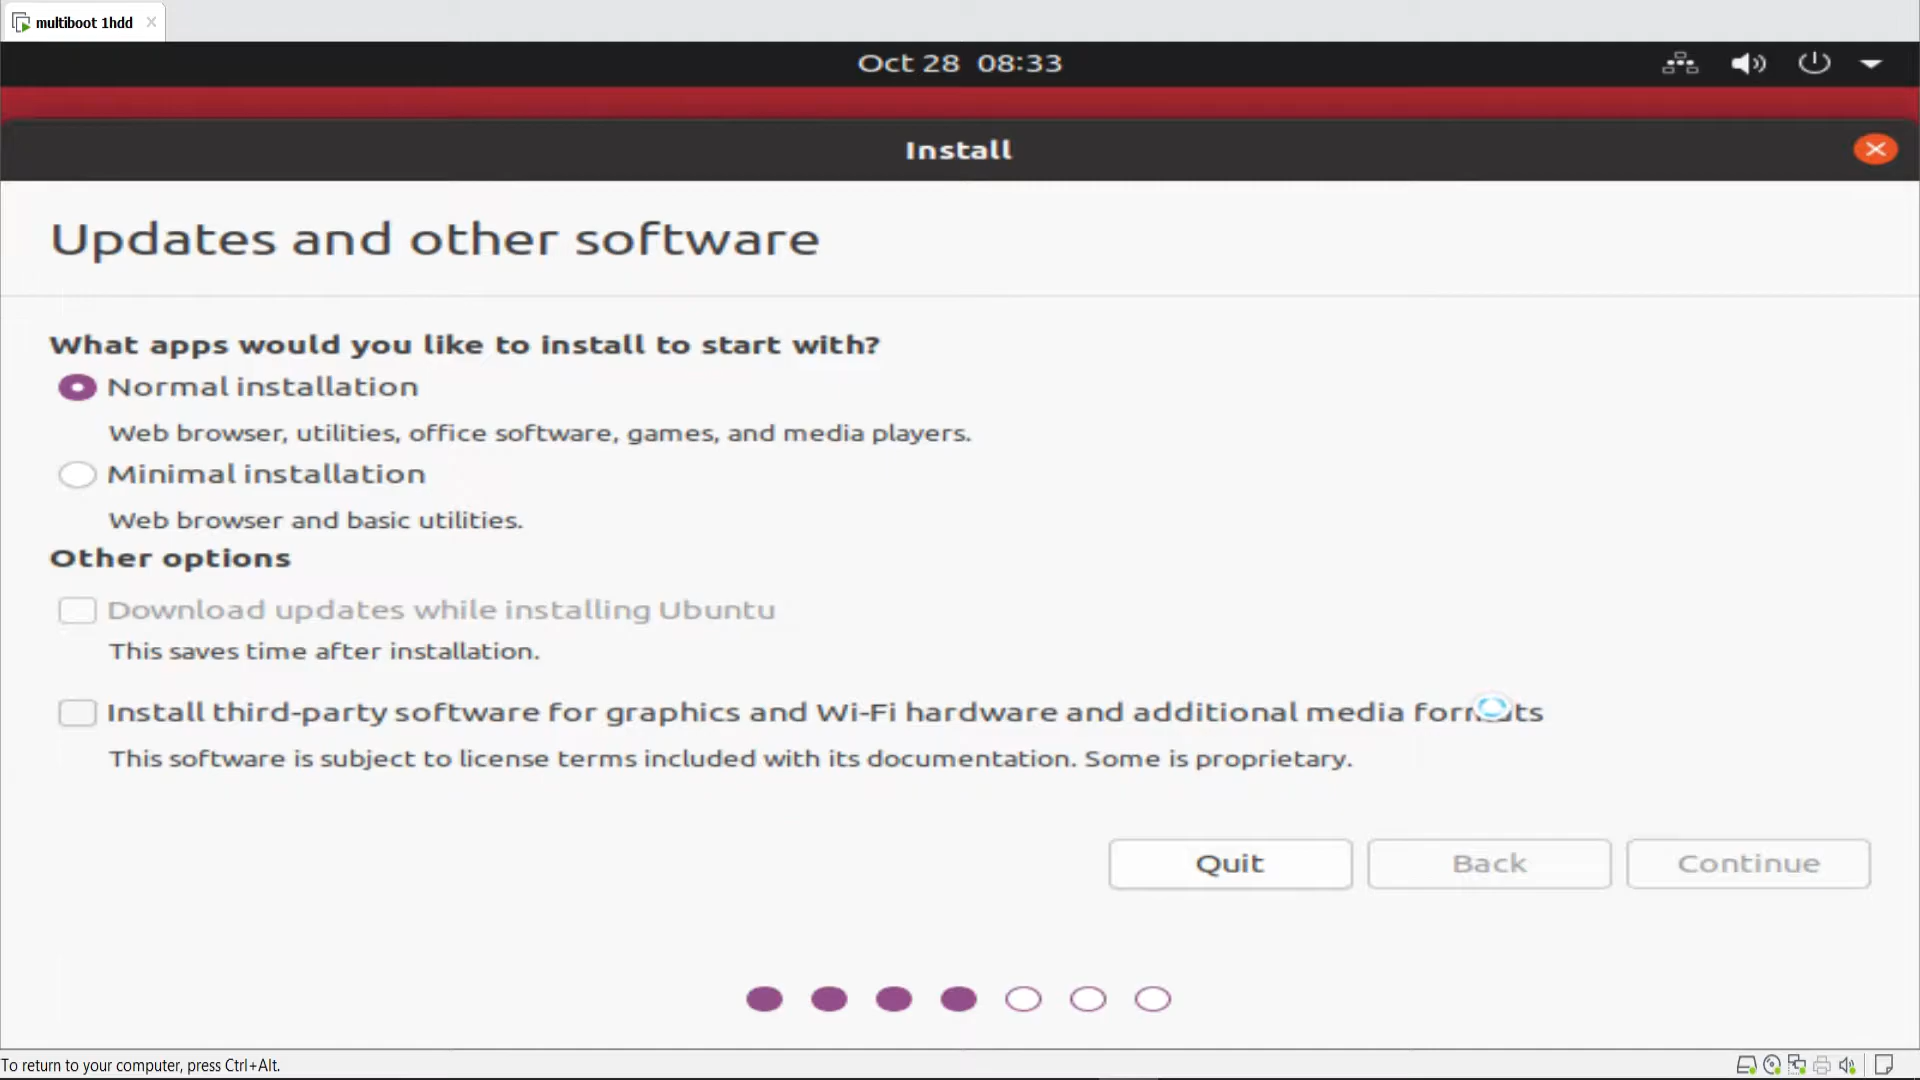 multiboot 1hdd
Oct 28 08:33
Install
Updates and other software
What apps would you like to install to start with?
Normal installation
Web browser, utilities, office software, games, and media players.
Minimal installation
Web browser and basic utilities.
Other options
Download updates while installing Ubuntu
This saves time after installation.
Install third-party software for graphics and Wi-Fi hardware and additional media formats
This software is subject to license terms included with its documentation. Some is proprietary.
Quit Back Continue
To return to your computer, press Ctrl+Alt.